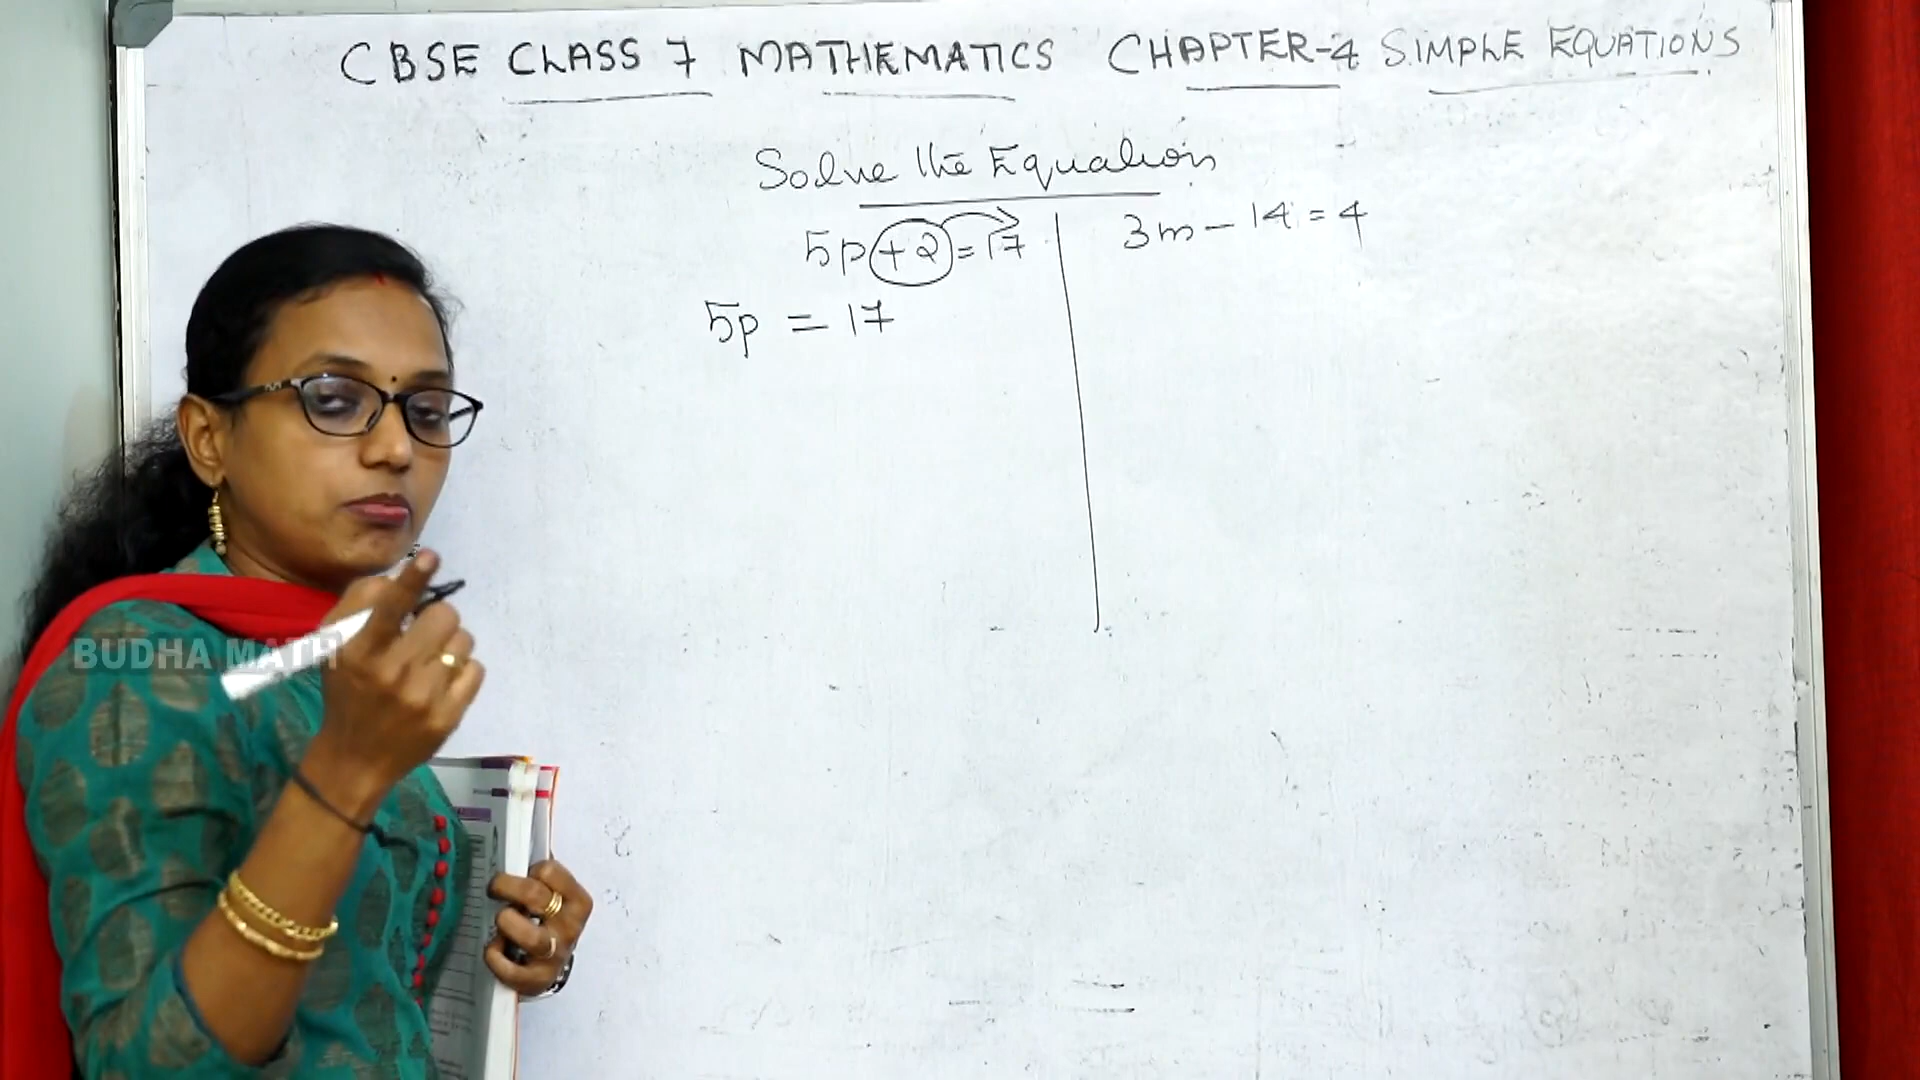 CBSE CLASS 7 MATHEMATICS CHAPTER-4 SIMPLE EQUATIONS
Solve the Equation
5p+2=17
5p = 17
3m-14=4
BUDHA MATH